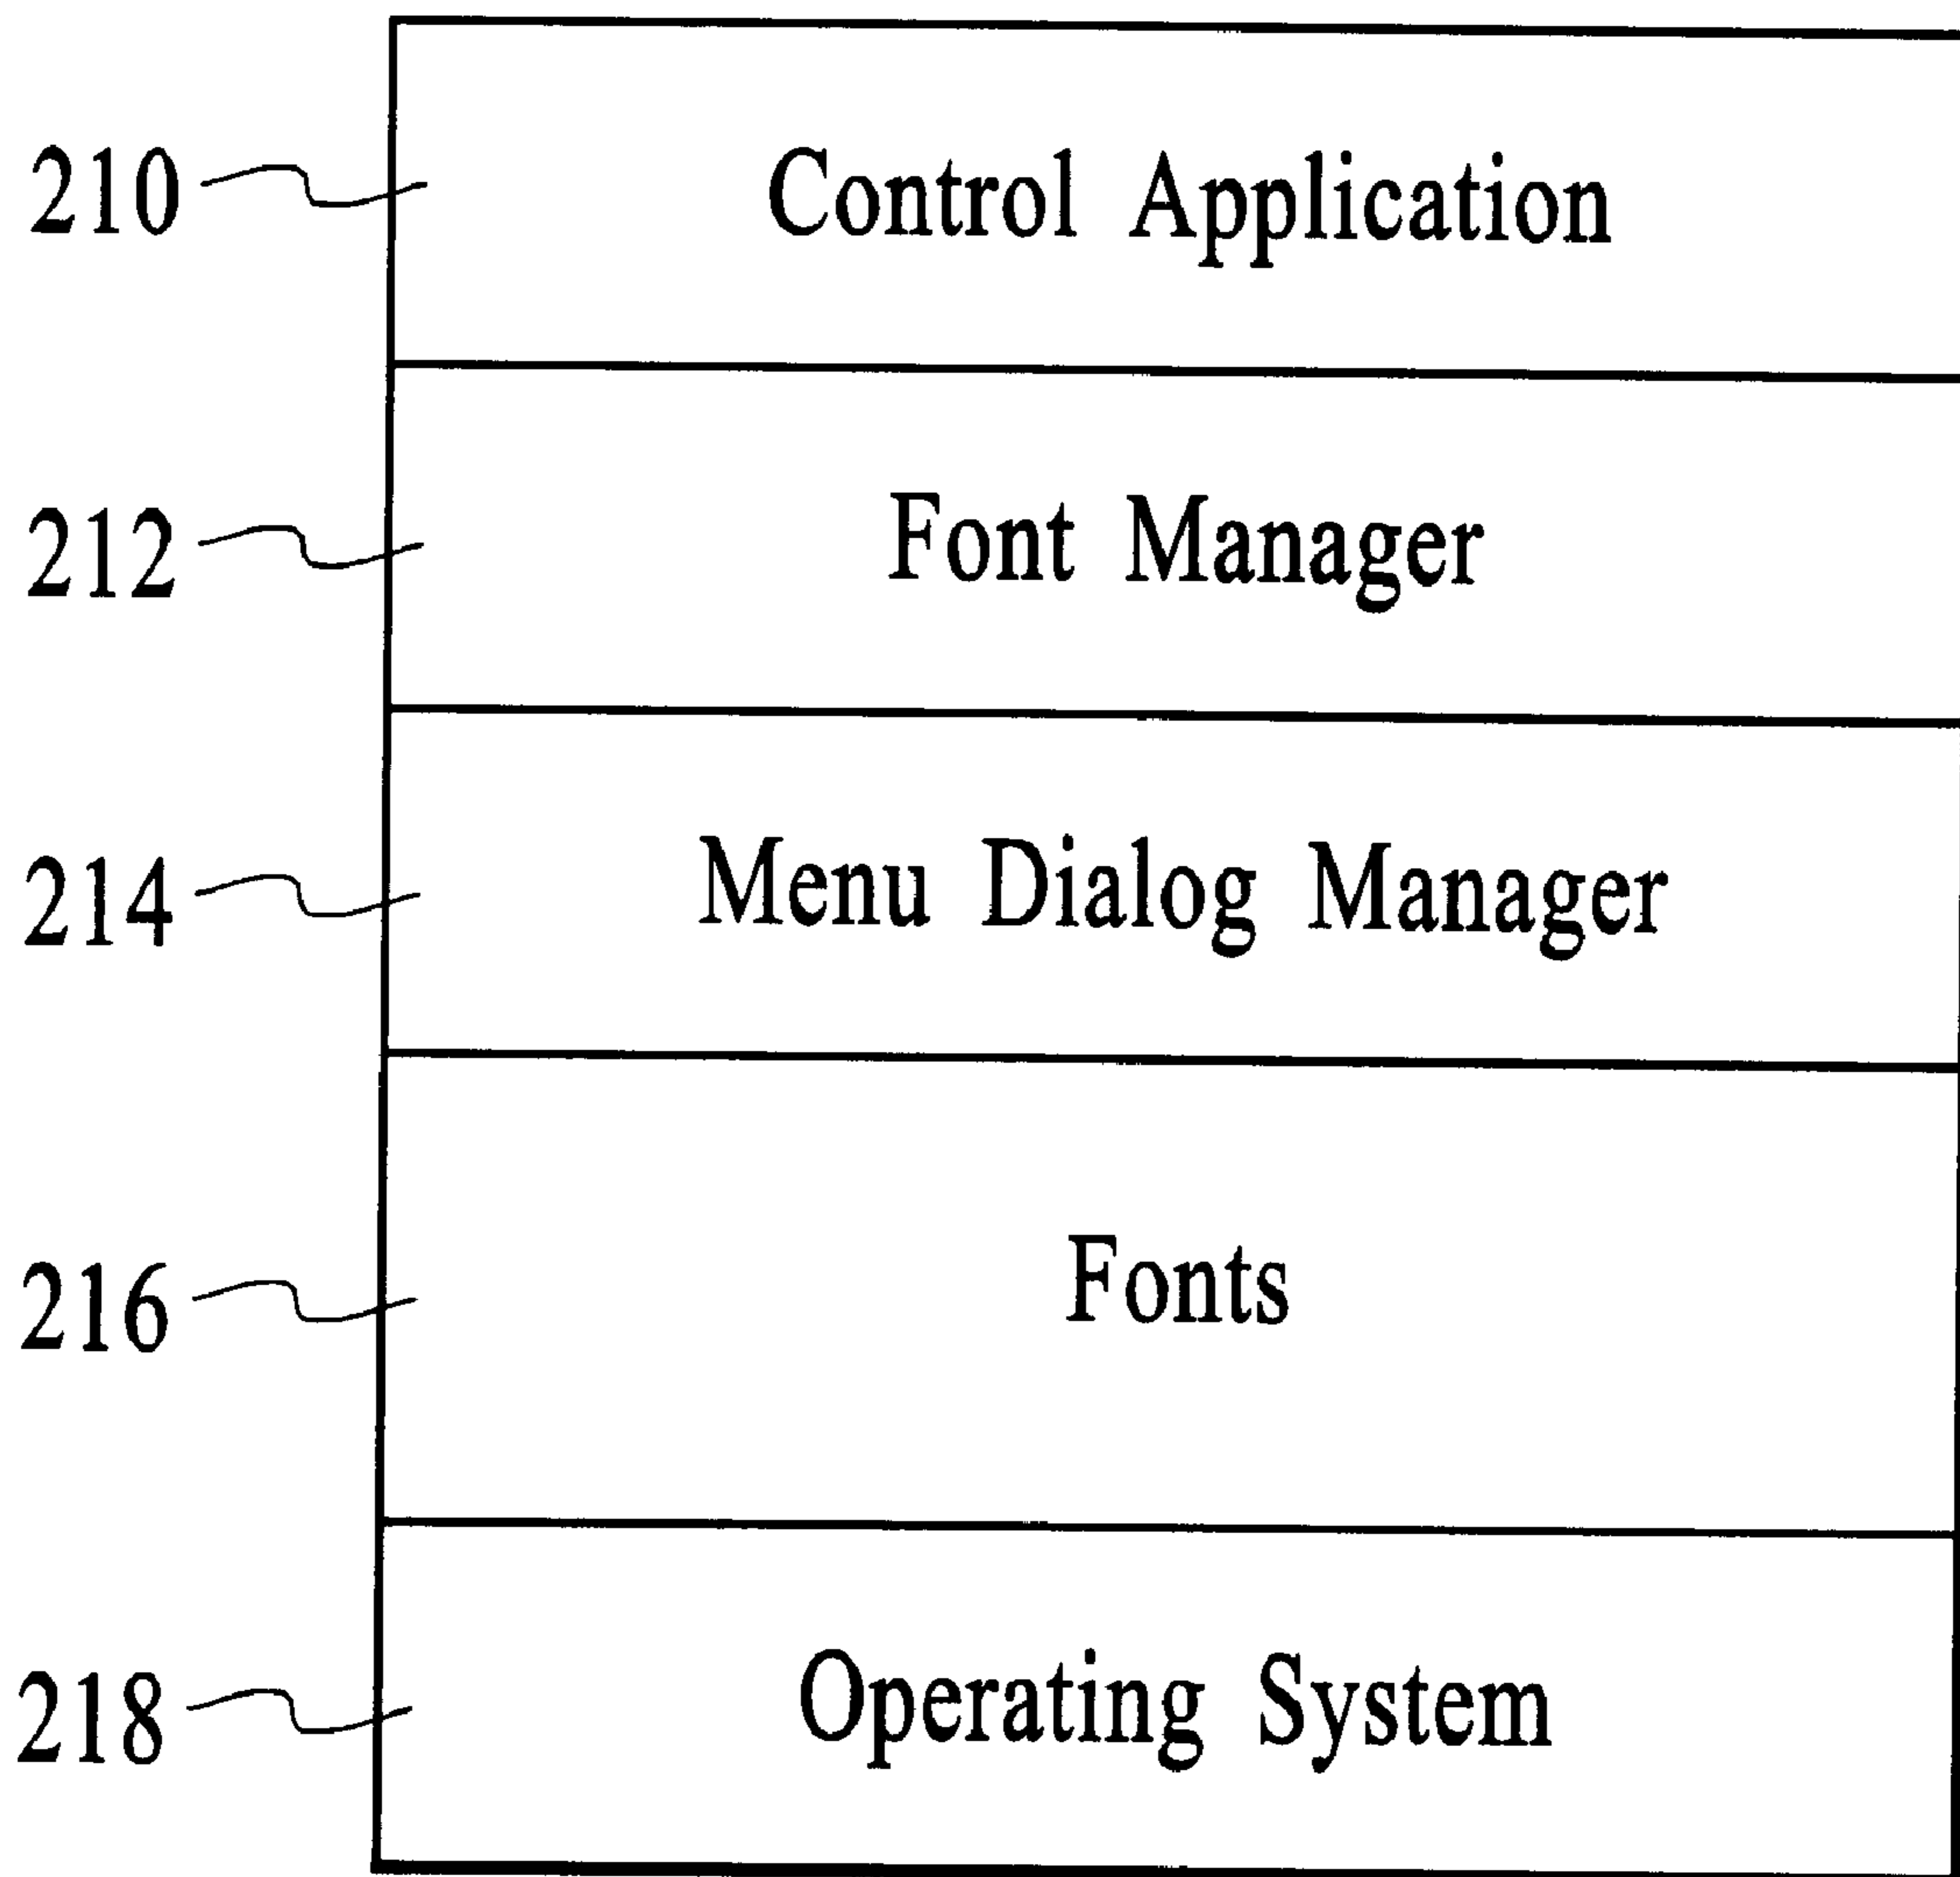 210 Control Application
212 Font Manager
214 Menu Dialog Manager
216 Fonts
218 Operating System